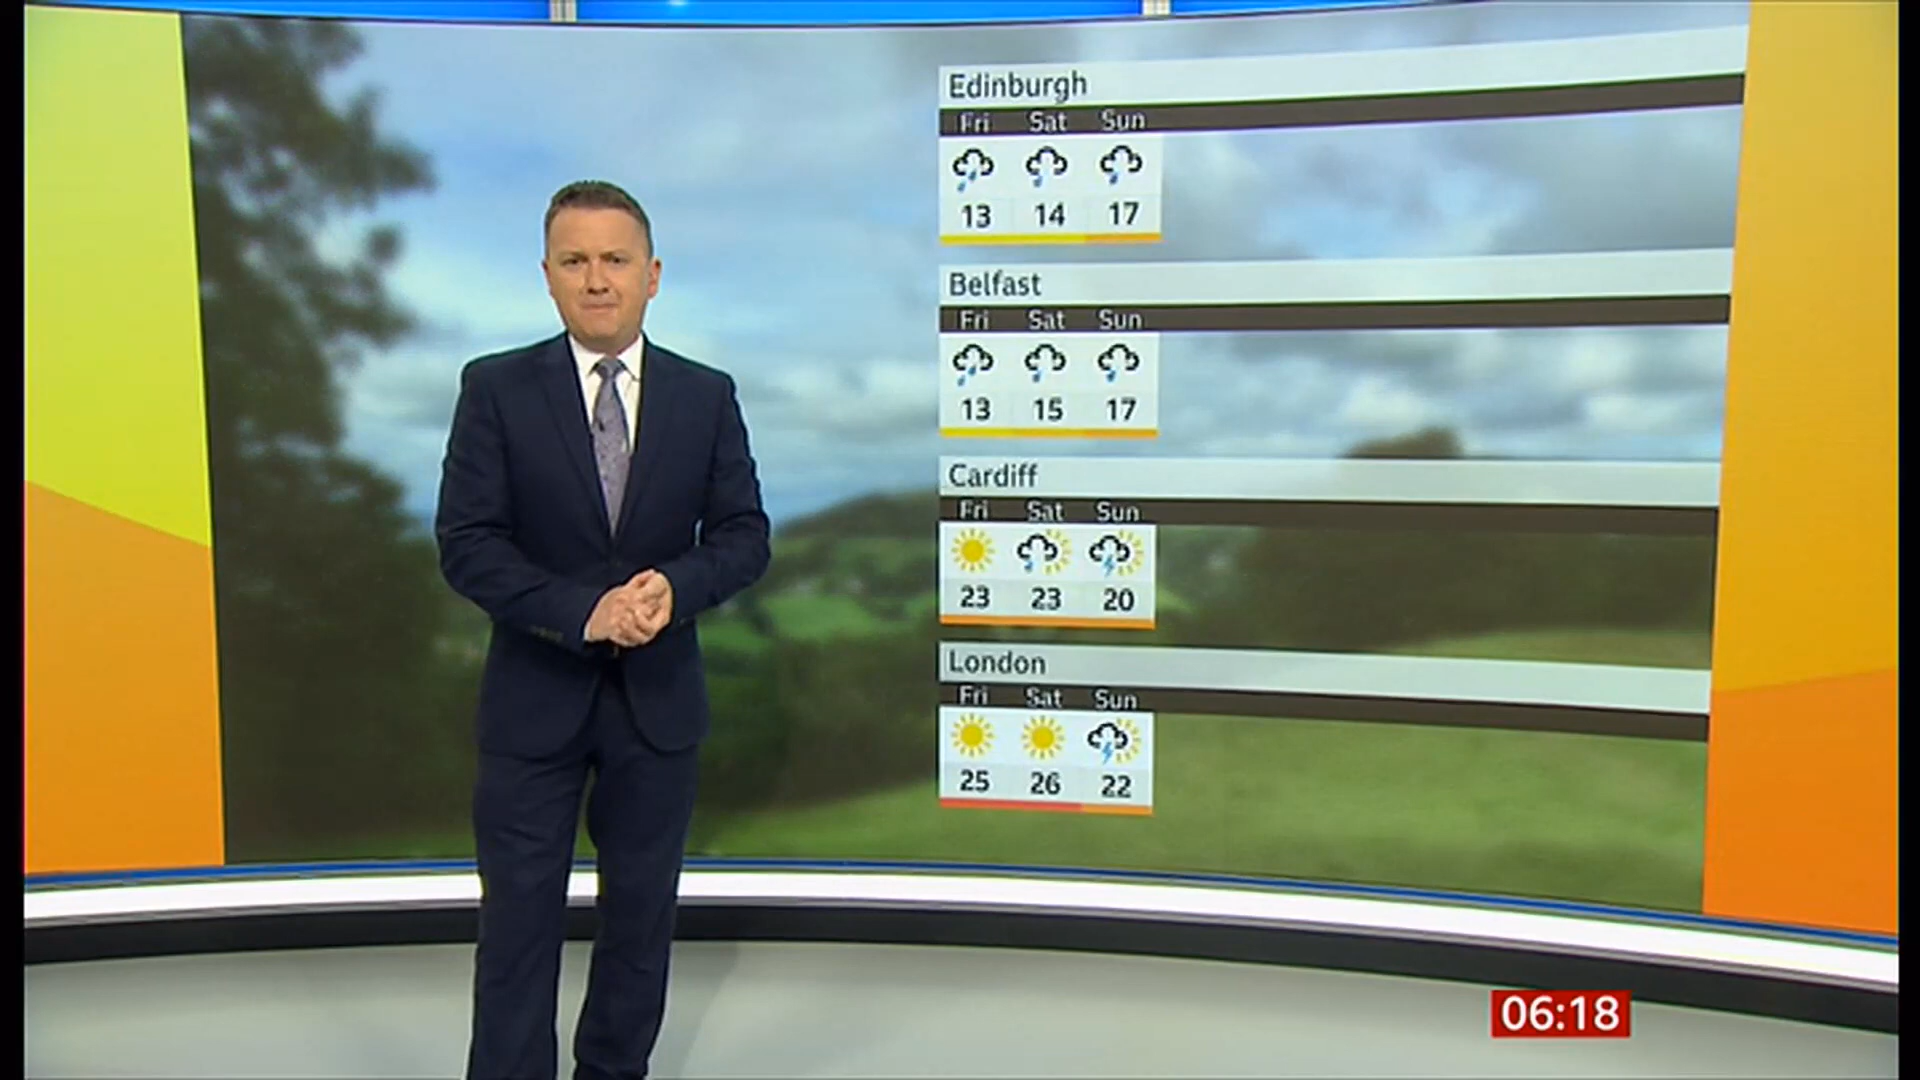 Edinburgh
Fri Sat Sun
13 14 17
Belfast
Fri Sat Sun
13 15 17
Cardiff
Fri Sat Sun
23 23 20
London
Fri Sat Sun
25 26 22
06:18